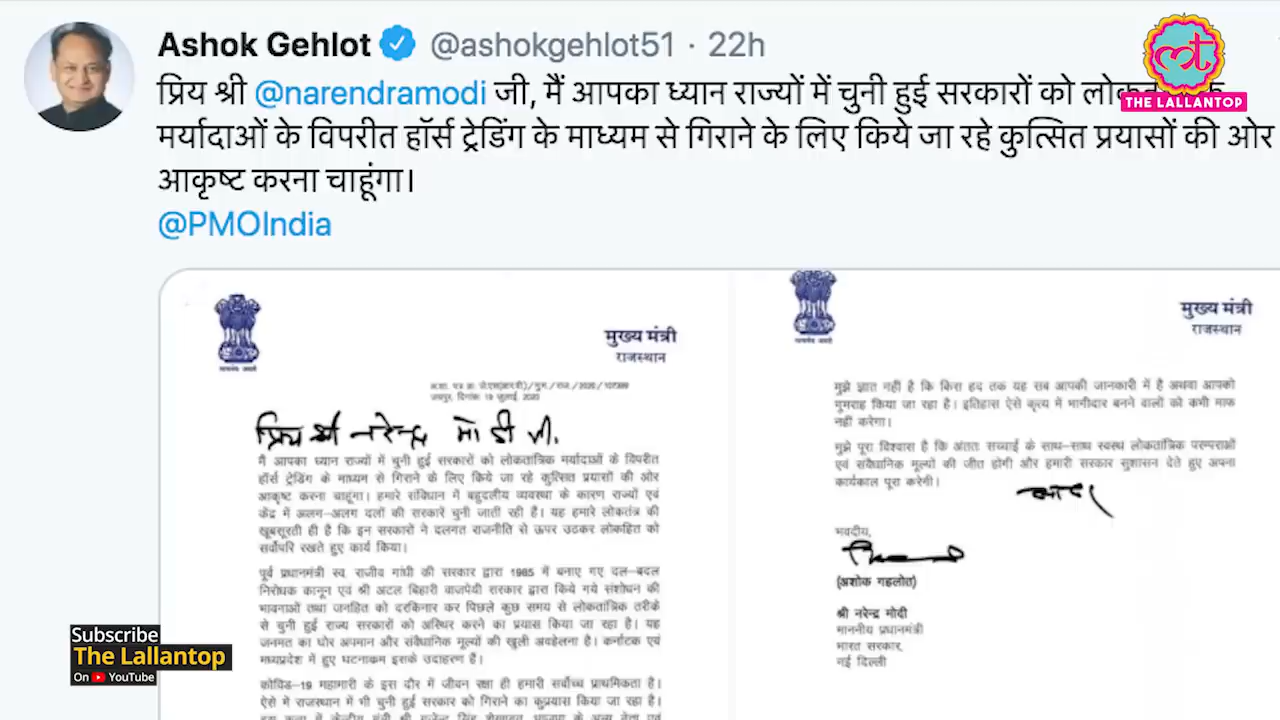 Ashok Gehlot @ashokgehlot51 · 22h
प्रिय श्री @narendramodi जी, मैं आपका ध्यान राज्यों में चुनी हुई सरकारों को
मर्यादाओं के विपरीत हॉर्स ट्रेडिंग के माध्यम से गिराने के लिए किये जा रहे कुत्सित प्रयासों की ओर
आकृष्ट करना चाहूंगा।
@PMOIndia
THE LALLANTOP
मुख्य मंत्री
राजस्थान
जयपुर, दिनांक 19 जुलाई, 2020
प्रिय श्री नरेन्द्र मोदी जी.
मैं आपका ध्यान राज्यों में चुनी हुई सरकारों को लोकतांत्रिक मर्यादाओं के विपरीत
हॉर्स ट्रेडिंग के माध्यम से गिराने के लिए किये जा रहे कुत्सित प्रयासों की ओर
आकृष्ट करना चाहूंगा। हमारे संविधान में बहुदलीय व्यवस्था के कारण राज्यों एवं
केंद्र में अलग-अलग दलों की सरकारें चुनी जाती रही हैं। यह हमारे लोकतंत्र की
खूबसूरती ही है कि इन सरकारों ने दलगत राजनीति से ऊपर उठकर लोकहित को
सर्वोपरि रखते हुए कार्य किया।
पूर्व प्रधानमंत्री स्व. राजीव गांधी की सरकार द्वारा 1985 में बनाए गए दल-बदल
निरोधक कानून एवं श्री अटल बिहारी वाजपेयी सरकार द्वारा किये गये संशोधन की
भावनाओं तथा जनहित को दरकिनार कर पिछले कुछ समय से लोकतांत्रिक तरीके
से चुनी हुई राज्य सरकारों को अस्थिर करने का प्रयास किया जा रहा है। यह
जनमत का घोर अपमान और संवैधानिक मूल्यों की खुली अवहेलना है। कर्नाटक एवं
मध्यप्रदेश में हुए घटनाक्रम इसके उदाहरण हैं।
कोविड-19 महामारी के इस दौर में जीवन रक्षा ही हमारी सर्वोच्च प्राथमिकता है।
ऐसे में राजस्थान में भी चुनी हुई सरकार को गिराने का कुप्रयास किया जा रहा है।
मुख्य मंत्री
राजस्थान
मुझे ज्ञात नहीं है कि किस हद तक यह सब आपकी जानकारी में है अथवा आपको
गुमराह किया जा रहा है। इतिहास ऐसे कृत्य में भागीदार बनने वालों को कभी माफ
नहीं करेगा।
मुझे पूरा विश्वास है कि अंततः सच्चाई के साथ-साथ स्वस्थ लोकतांत्रिक परम्पराओं
एवं संवैधानिक मूल्यों की जीत होगी और हमारी सरकार सुशासन देते हुए अपना
कार्यकाल पूरा करेगी।
सादर
भवदीय,
(अशोक गहलोत)
श्री नरेन्द्र मोदी
माननीय प्रधानमंत्री
भारत सरकार,
नई दिल्ली
Subscribe
The Lallantop
On YouTube